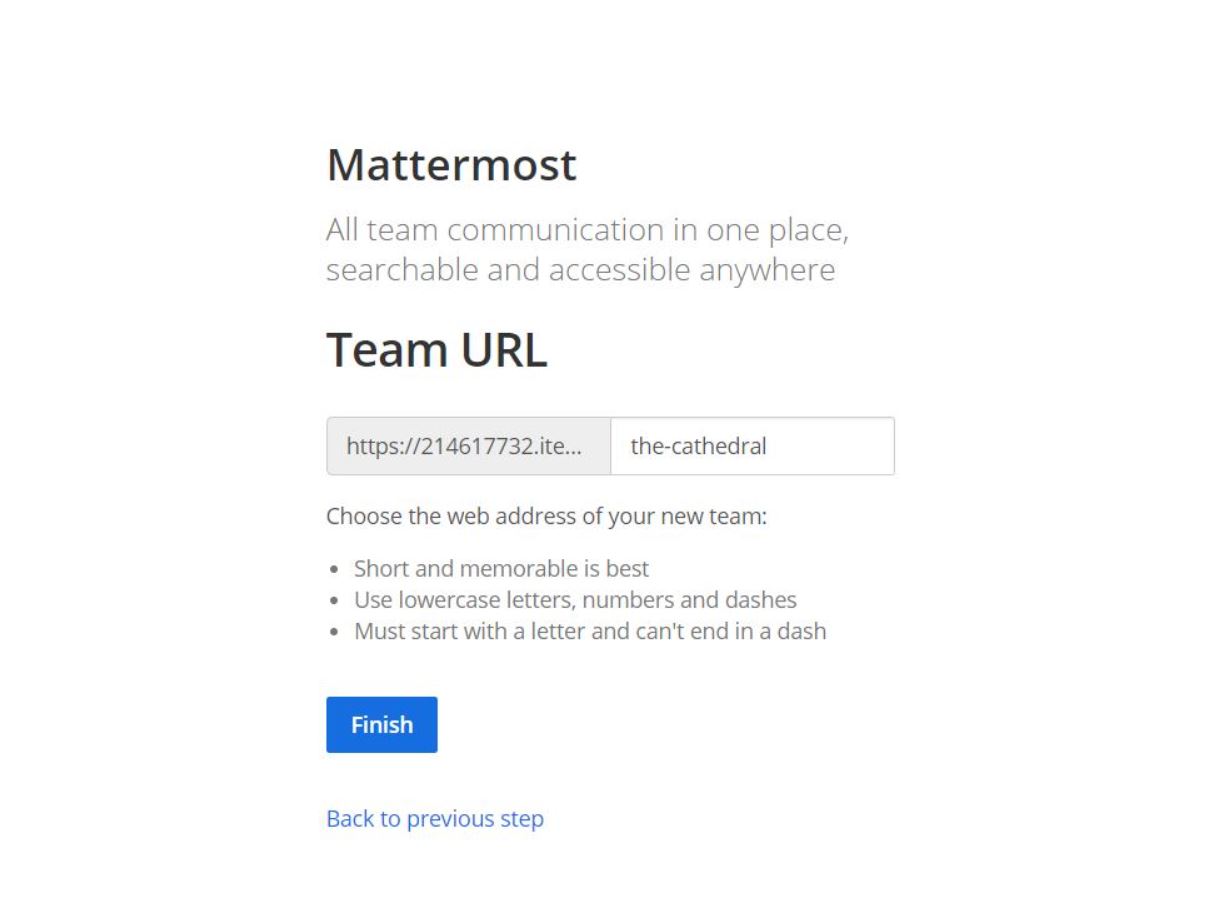 Mattermost
All team communication in one place,
searchable and accessible anywhere
Team URL
https://214617732.ite... the-cathedral
Choose the web address of your new team:
• Short and memorable is best
• Use lowercase letters, numbers and dashes
• Must start with a letter and can't end in a dash
Finish
Back to previous step